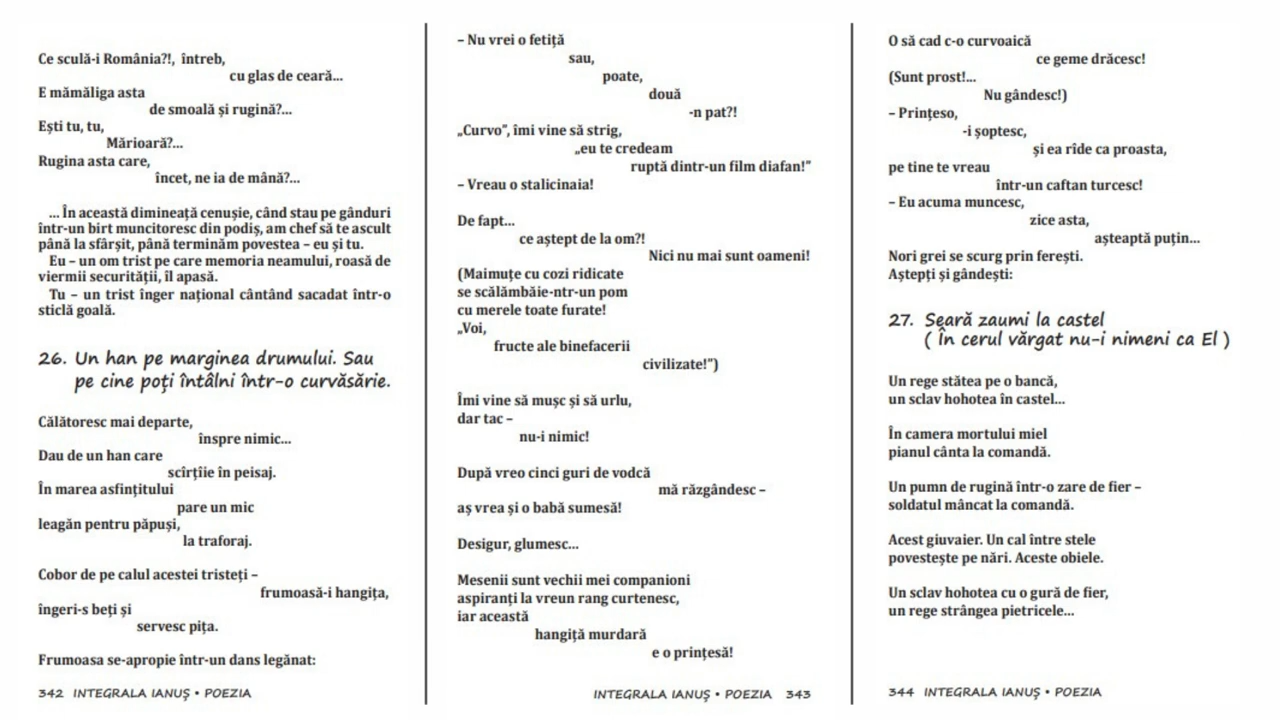 Ce sculă-i România?!, întreb,
cu glas de ceară...
E mămăliga asta
de smoală și rugină?...
Ești tu, tu,
Mărioară?...
Rugina asta care,
încet, ne ia de mână?...
... În această dimineață cenușie, când stau pe gânduri
într-un birt muncitoresc din podiș, am chef să te ascult
până la sfârșit, până terminăm povestea – eu și tu.
Eu – un om trist pe care memoria neamului, roasă de
viermii securității, îl apasă.
Tu – un trist înger național cântând sacadat într-o
sticlă goală.
26. Un han pe marginea drumului. Sau
pe cine poți întâlni într-o curvăsărie.
Călătoresc mai departe,
înspre nimic...
Dau de un han care
scîrțîie în peisaj.
În marea asfințitului
pare un mic
leagăn pentru păpuși,
la traforaj.
Cobor de pe calul acestei tristeți –
frumoasă-i hangița,
îngeri-s beți și
servesc pița.
Frumoasa se-apropie într-un dans legănat:
342 INTEGRALA IANUȘ • POEZIA
– Nu vrei o fetiță
sau,
poate,
două
-n pat?!
„Curvo”, îmi vine să strig,
„eu te credeam
ruptă dintr-un film diafan!”
– Vreau o stalicinaia!
De fapt...
ce aștept de la om?!
Nici nu mai sunt oameni!
(Maimuțe cu cozi ridicate
se scălămbăie-ntr-un pom
cu merele toate furate!
„Voi,
fructe ale binefacerii
civilizate!”)
Îmi vine să mușc și să urlu,
dar tac –
nu-i nimic!
După vreo cinci guri de vodcă
mă răzgândesc –
aș vrea și o babă sumesă!
Desigur, glumesc...
Mesenii sunt vechii mei companioni
aspiranți la vreun rang curtenesc,
iar această
hangiță murdară
e o prințesă!
INTEGRALA IANUȘ • POEZIA 343
O să cad c-o curvoaică
ce geme drăcesc!
(Sunt prost!...
Nu gândesc!)
– Prințeso,
-i șoptesc,
și ea rîde ca proasta,
pe tine te vreau
într-un caftan turcesc!
– Eu acuma muncesc,
zice asta,
așteaptă puțin...
Nori grei se scurg prin ferești.
Aștepți și gândești:
27. Seară zaumi la castel
( În cerul vărgat nu-i nimeni ca El )
Un rege stătea pe o bancă,
un sclav hohotea în castel...
În camera mortului miel
pianul cânta la comandă.
Un pumn de rugină într-o zare de fier –
soldatul mâncat la comandă.
Acest giuvaier. Un cal între stele
povestește pe nări. Aceste obiele.
Un sclav hohotea cu o gură de fier,
un rege strângea pietricele...
344 INTEGRALA IANUȘ • POEZIA